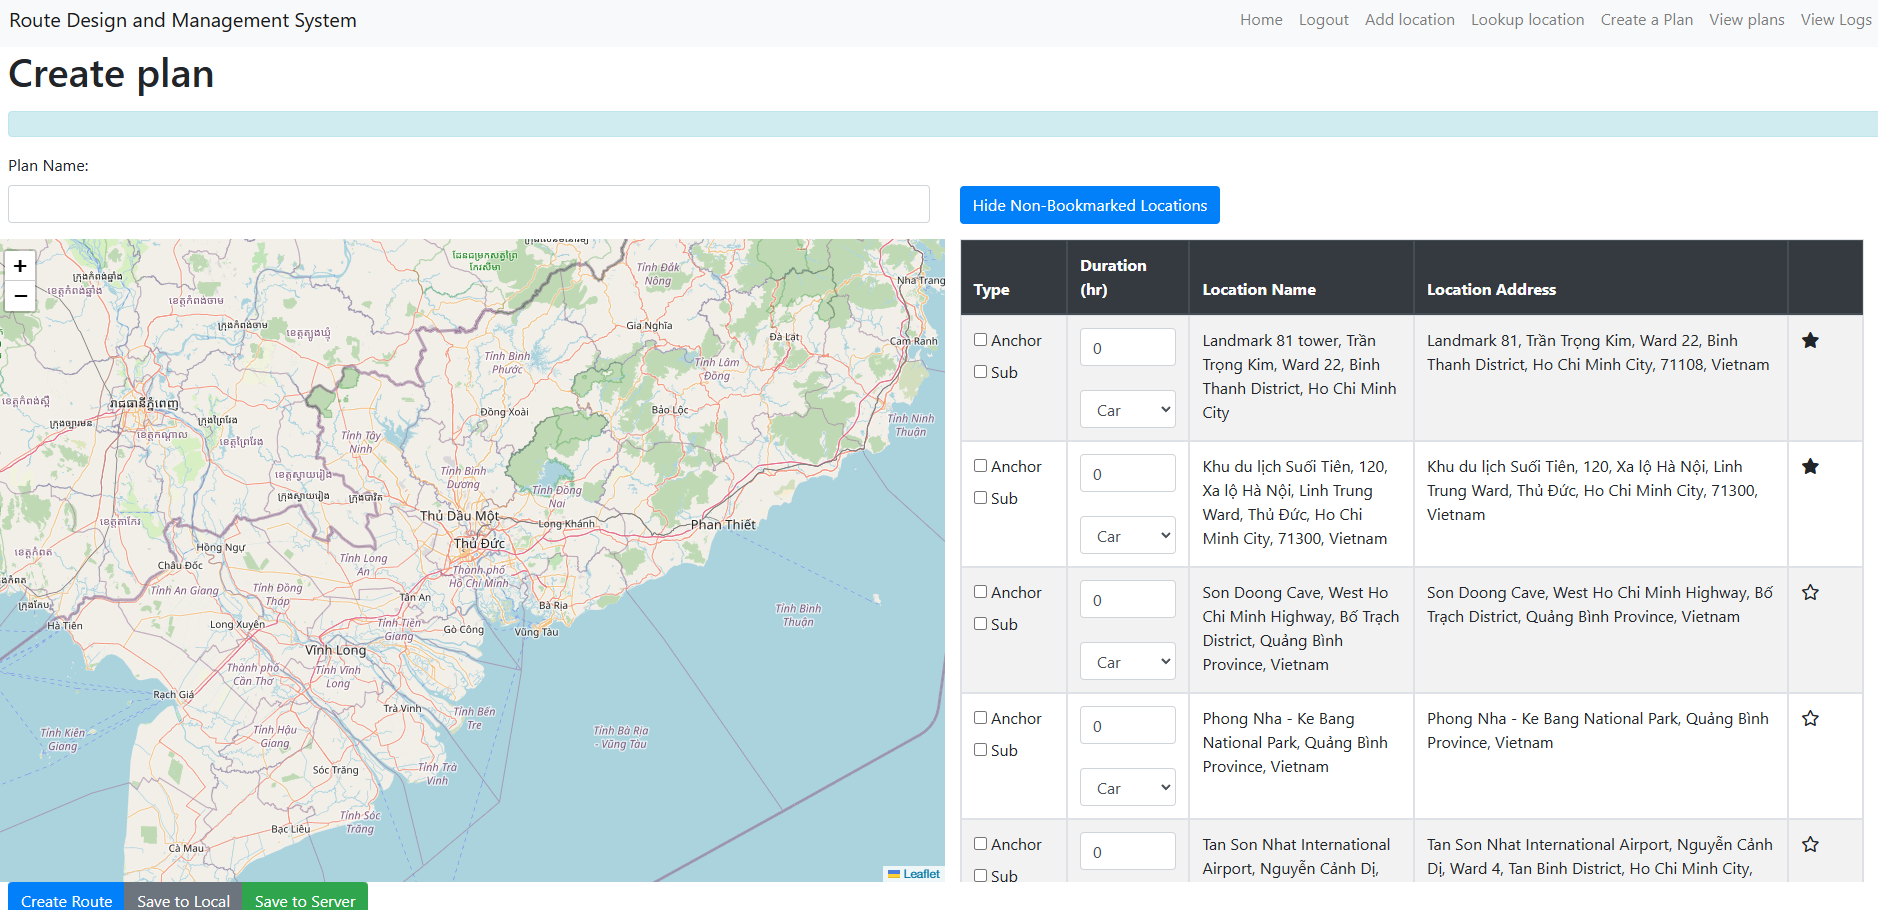 Route Design and Management System
Home Logout Add location Lookup location Create a Plan View plans View Logs
Create plan
Plan Name:
Hide Non-Bookmarked Locations
+
−
Tỉnh Đắk
Nông
Nha Trang
Gia Nghĩa
Đà Lạt
Cam Ranh
Tỉnh Bình
Phước
Tỉnh Lâm
Đồng
រាជធានីភ្នំពេញ
Đồng Xoài
Bảo Lộc
Tỉnh Ninh
Thuận
Tỉnh Tây
Ninh
Tỉnh Bình
Dương
Tỉnh Đồng
Nai
Thủ Dầu Một
Long Khánh
Phan Thiết
Thủ Đức
Hồng Ngự
Châu Đốc
Tỉnh Long
An
Thành phố
Hồ Chí Minh
Tỉnh An Giang
Tỉnh Đồng
Tháp
Tân An
Bà Rịa
Tỉnh Bình
Thuận
Hà Tiên
Long Xuyên
Tỉnh Tiền
Giang
Gò Công
Vũng Tàu
Vĩnh Long
Thành phố
Cần Thơ
Tỉnh Vĩnh
Long
Rạch Giá
Trà Vinh
Tỉnh Bến
Tre
Tỉnh Kiên
Giang
Tỉnh Hậu
Giang
Tỉnh Bà Rịa
- Vũng Tàu
Sóc Trăng
Tỉnh Trà
Vinh
Tỉnh Sóc
Trăng
Bạc Liêu
Cà Mau
Leaflet
Create Route Save to Local Save to Server
Type
Duration
(hr)
Location Name
Location Address
Anchor
Sub
0
Car
Landmark 81 tower, Trần
Trọng Kim, Ward 22, Binh
Thanh District, Ho Chi Minh
City
Landmark 81, Trần Trọng Kim, Ward 22, Binh
Thanh District, Ho Chi Minh City, 71108, Vietnam
Anchor
Sub
0
Car
Khu du lịch Suối Tiên, 120,
Xa lộ Hà Nội, Linh Trung
Ward, Thủ Đức, Ho Chi
Minh City, 71300, Vietnam
Khu du lịch Suối Tiên, 120, Xa lộ Hà Nội, Linh
Trung Ward, Thủ Đức, Ho Chi Minh City, 71300,
Vietnam
Anchor
Sub
0
Car
Son Doong Cave, West Ho
Chi Minh Highway, Bố Trạch
District, Quảng Bình
Province, Vietnam
Son Doong Cave, West Ho Chi Minh Highway, Bố
Trạch District, Quảng Bình Province, Vietnam
Anchor
Sub
0
Car
Phong Nha - Ke Bang
National Park, Quảng Bình
Province, Vietnam
Phong Nha - Ke Bang National Park, Quảng Bình
Province, Vietnam
Anchor
Sub
0
Tan Son Nhat International
Airport, Nguyễn Cảnh Dị,
Tan Son Nhat International Airport, Nguyễn Cảnh
Dị, Ward 4, Tan Binh District, Ho Chi Minh City,